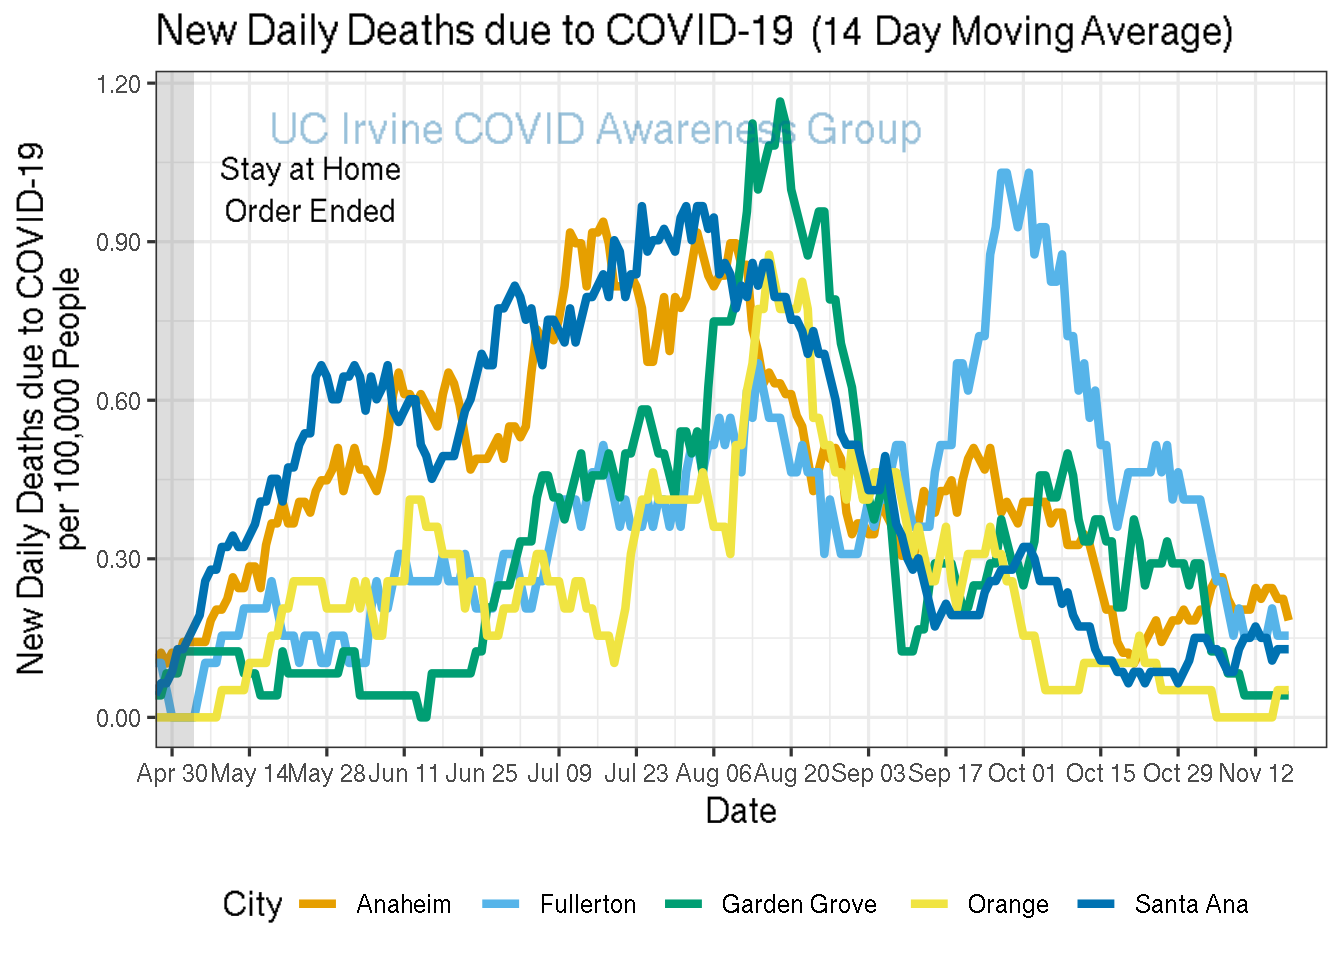 New Daily Deaths due to COVID-19 (14 Day Moving Average)
UC Irvine COVID Awareness Group
Stay at Home
Order Ended
New Daily Deaths due to COVID-19
per 100,000 People
1.20
0.90
0.60
0.30
0.00
Apr 30 May 14 May 28 Jun 11 Jun 25 Jul 09 Jul 23 Aug 06 Aug 20 Sep 03 Sep 17 Oct 01 Oct 15 Oct 29 Nov 12
Date
City Anaheim Fullerton Garden Grove Orange Santa Ana